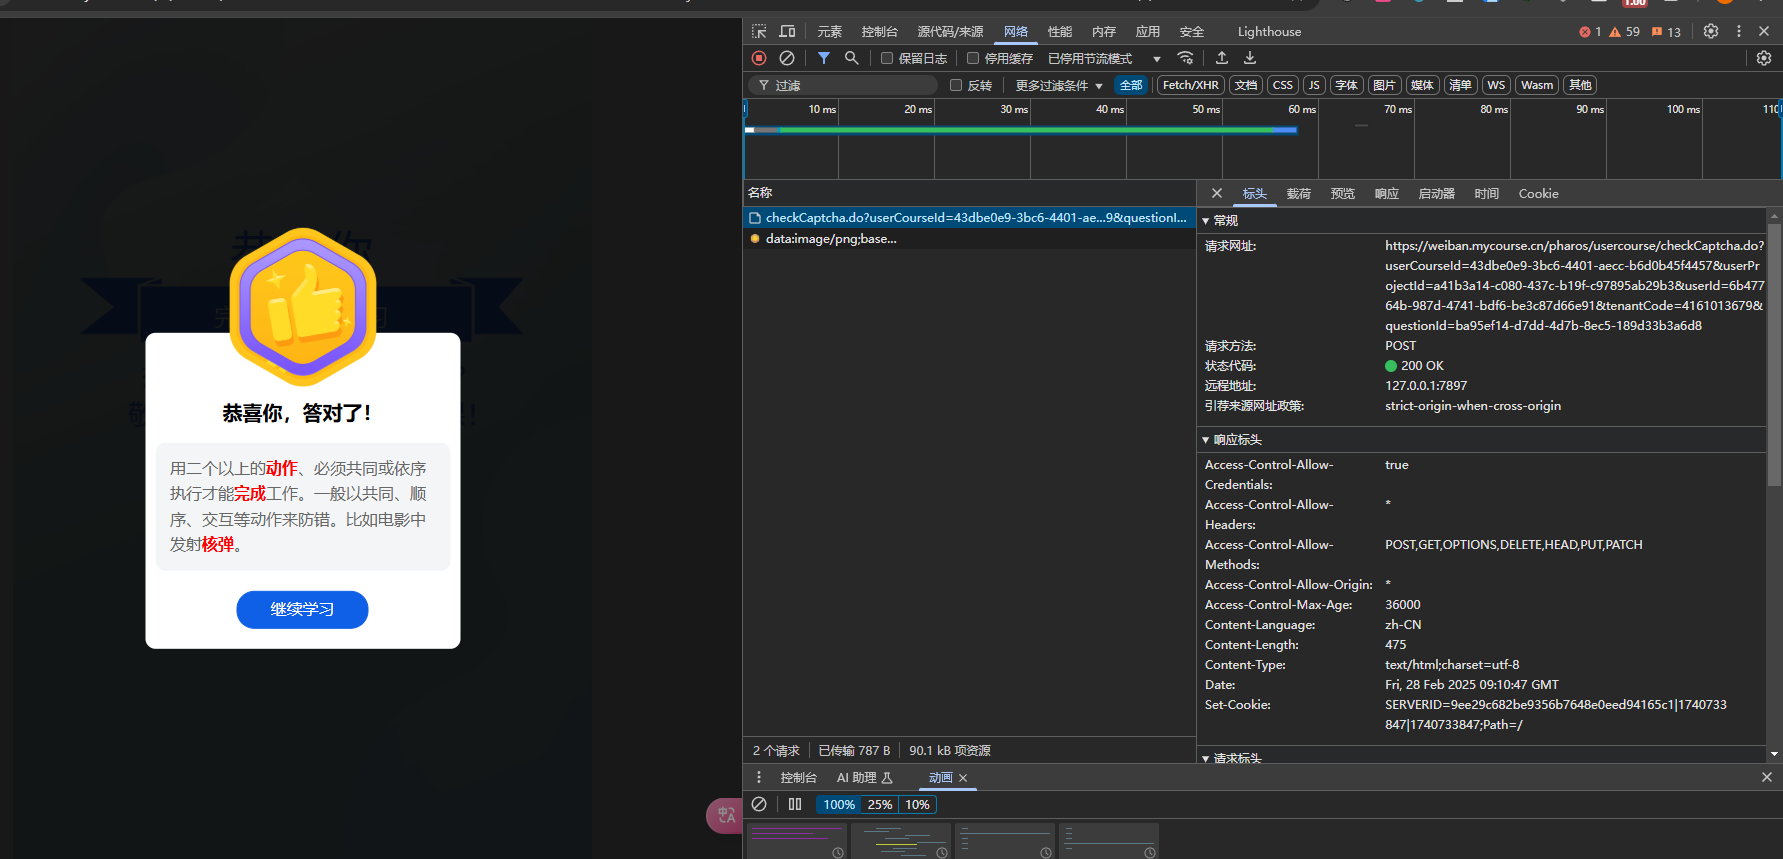 恭喜你，答对了！
用二个以上的动作、必须共同或依序
执行才能完成工作。一般以共同、顺
序、交互等动作来防错。比如电影中
发射核弹。
继续学习
元素 控制台 源代码/来源 网络 性能 内存 应用 安全 Lighthouse 1 59 13
保留日志 停用缓存 已停用节流模式
过滤 反转 更多过滤条件 全部 Fetch/XHR 文档 CSS JS 字体 图片 媒体 清单 WS Wasm 其他
10 ms 20 ms 30 ms 40 ms 50 ms 60 ms 70 ms 80 ms 90 ms 100 ms 110
名称
checkCaptcha.do?userCourseId=43dbe0e9-3bc6-4401-ae...9&questionI...
data:image/png;base...
标头 载荷 预览 响应 启动器 时间 Cookie
常规
请求网址: https://weiban.mycourse.cn/pharos/usercourse/checkCaptcha.do?
userCourseId=43dbe0e9-3bc6-4401-aecc-b6d0b45f4457&userPr
ojectId=a41b3a14-c080-437c-b19f-c97895ab29b3&userId=6b477
64b-987d-4741-bdf6-be3c87d66e91&tenantCode=4161013679&
questionId=ba95ef14-d7dd-4d7b-8ec5-189d33b3a6d8
请求方法: POST
状态代码: 200 OK
远程地址: 127.0.0.1:7897
引荐来源网址政策: strict-origin-when-cross-origin
响应标头
Access-Control-Allow-Credentials: true
Access-Control-Allow-Headers: *
Access-Control-Allow-Methods: POST,GET,OPTIONS,DELETE,HEAD,PUT,PATCH
Access-Control-Allow-Origin: *
Access-Control-Max-Age: 36000
Content-Language: zh-CN
Content-Length: 475
Content-Type: text/html;charset=utf-8
Date: Fri, 28 Feb 2025 09:10:47 GMT
Set-Cookie: SERVERID=9ee29c682be9356b7648e0eed94165c1|1740733
847|1740733847;Path=/
请求标头
2 个请求 已传输 787 B 90.1 kB 项资源
控制台 AI 助理 动画
100% 25% 10%